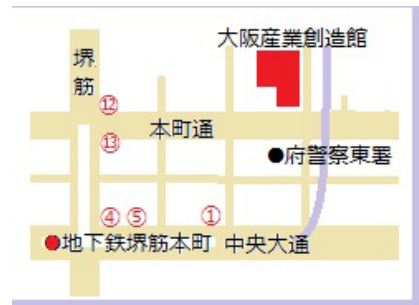 大阪産業創造館
堺筋
⑫
本町通
⑬
●府警察東署
④ ⑤ ①
●地下鉄堺筋本町 中央大通